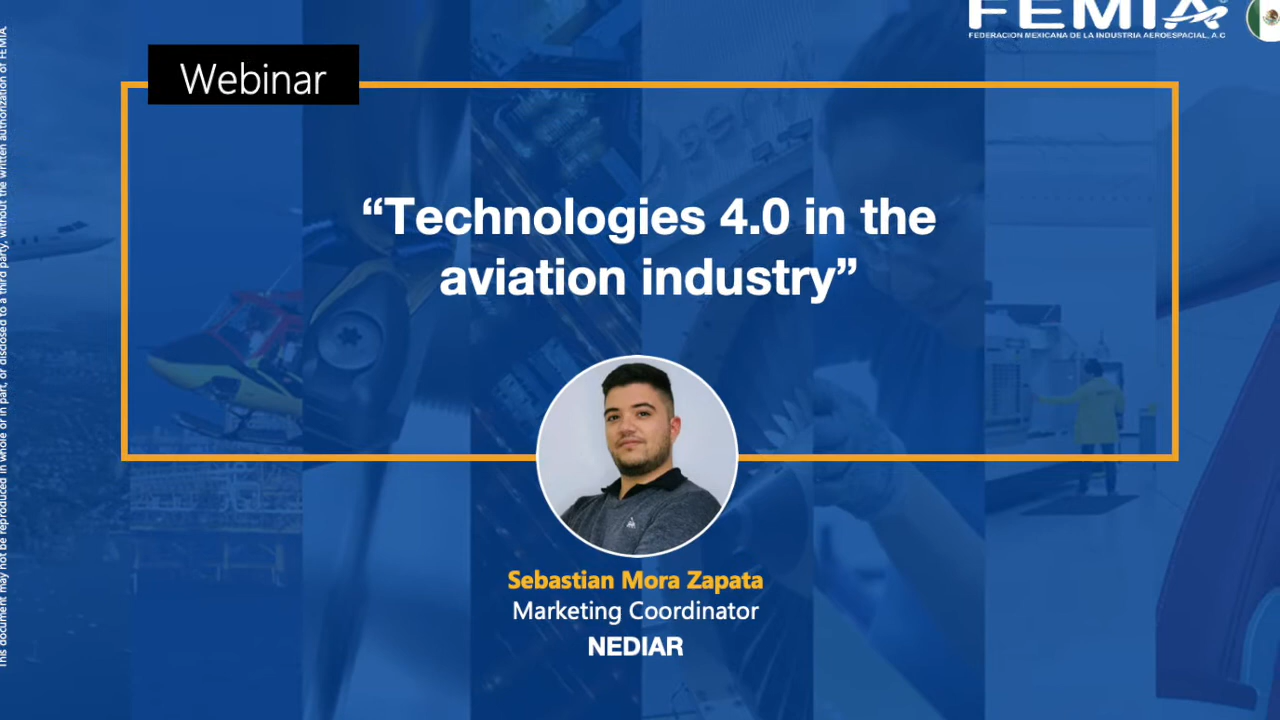 FEMIA
FEDERACION MEXICANA DE LA INDUSTRIA AEROESPACIAL, A.C
Webinar
“Technologies 4.0 in the
aviation industry”
Sebastian Mora Zapata
Marketing Coordinator
NEDIAR
This document may not be reproduced in whole or in part, or disclosed to a third party, without the written authorization of FEMIA.